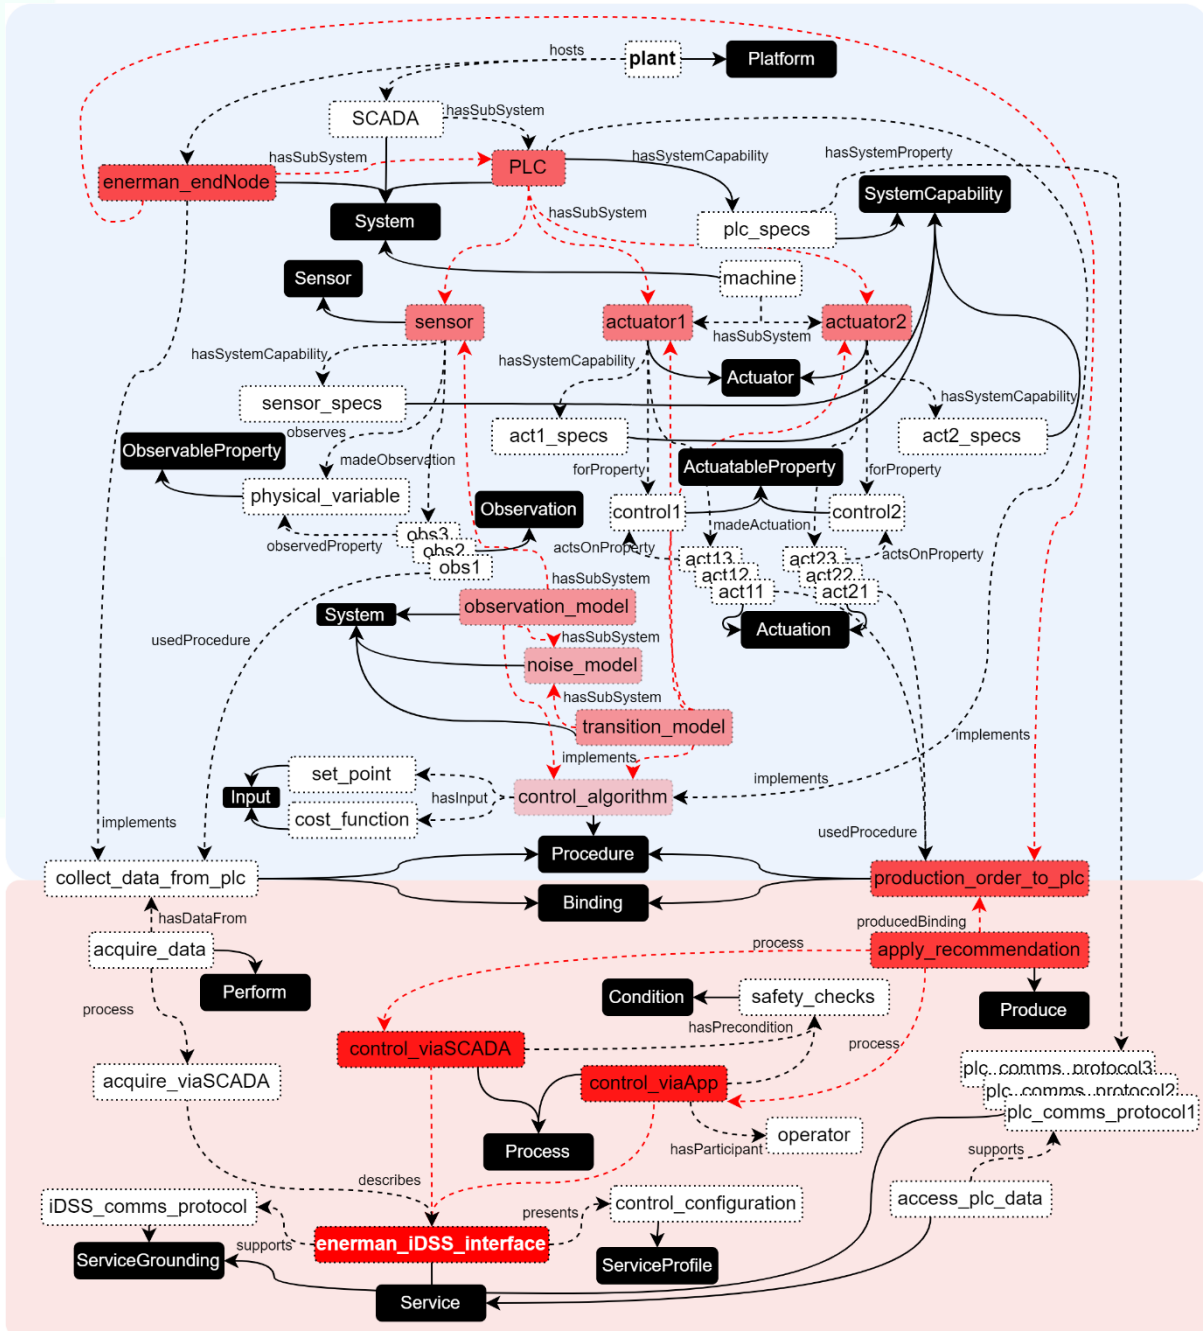 hosts
plant
Platform
SCADA
hasSubSystem
hasSubSystem
PLC
hasSystemCapability
hasSystemProperty
enerman_endNode
SystemCapability
System
hasSubSystem
plc_specs
Sensor
machine
sensor
actuator1
actuator2
hasSubSystem
hasSystemCapability
hasSystemCapability
Actuator
sensor_specs
hasSystemCapability
act1_specs
act2_specs
observes
ObservableProperty
madeObservation
ActuatableProperty
forProperty
forProperty
physical_variable
Observation
control1
control2
madeActuation
obs3
observedProperty
obs2
actsOnProperty
act13
act23
actsOnProperty
obs1
act12
act22
hasSubSystem
act11
act21
System
observation_model
Actuation
usedProcedure
hasSubSystem
noise_model
hasSubSystem
transition_model
implements
implements
set_point
implements
Input
hasInput
control_algorithm
cost_function
implements
usedProcedure
Procedure
collect_data_from_plc
production_order_to_plc
Binding
hasDataFrom
producedBinding
acquire_data
process
apply_recommendation
Perform
Condition
safety_checks
Produce
process
hasPrecondition
control_viaSCADA
process
plc_comms_protocol3
acquire_viaSCADA
control_viaApp
plc_comms_protocol2
plc_comms_protocol1
operator
Process
hasParticipant
supports
describes
iDSS_comms_protocol
control_configuration
access_plc_data
presents
enerman_iDSS_interface
supports
ServiceGrounding
ServiceProfile
Service